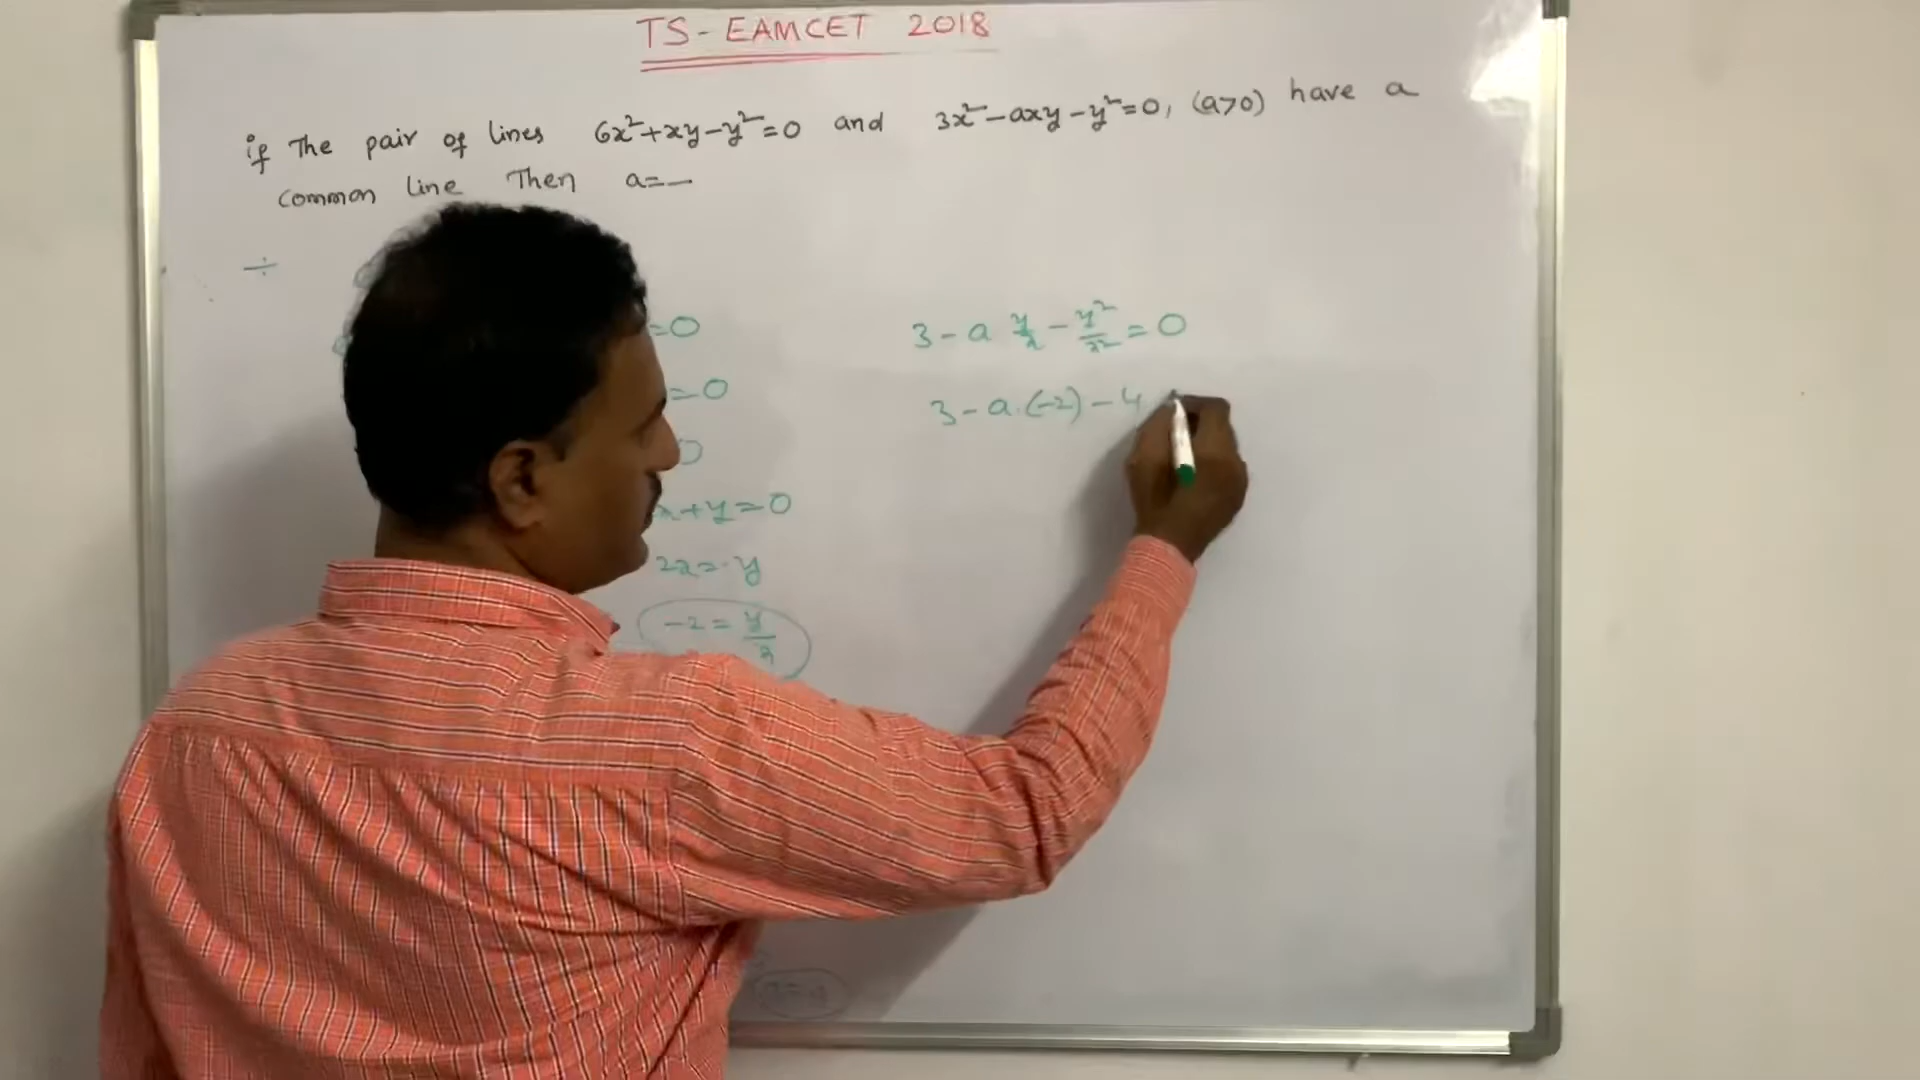 TS-EAMCET 2018
if The pair of lines 6x²+xy-y²=0 and 3x²-axy-y²=0, (a>0) have a
common line Then a=—
÷
=0
3-a y/x - y²/x² =0
=0
3-a.(-2)-4
0
x+y=0
2x=-y
-2=y/x